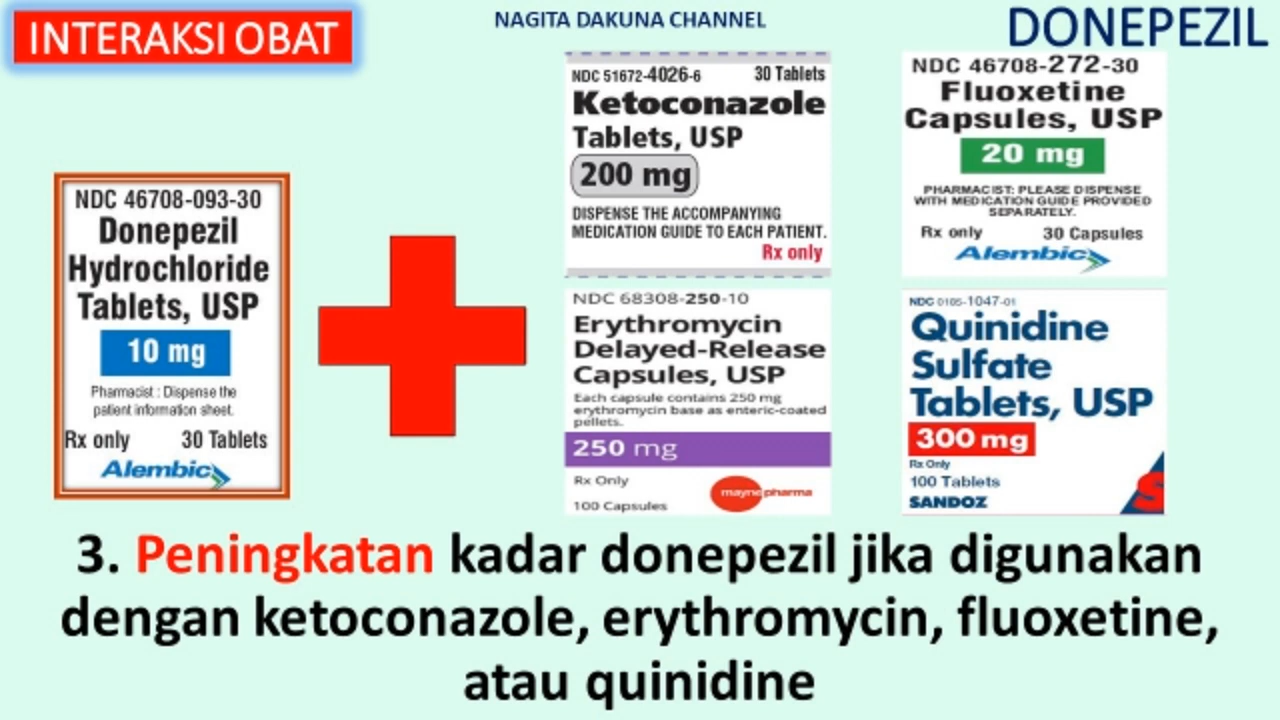 INTERAKSI OBAT
NAGITA DAKUNA CHANNEL
DONEPEZIL
NDC 46708-093-30
Donepezil
Hydrochloride
Tablets, USP
10 mg
Pharmacist : Dispense the
patient information sheet.
Rx only 30 Tablets
Alembic
NDC 51672-4026-6 30 Tablets
Ketoconazole
Tablets, USP
200 mg
DISPENSE THE ACCOMPANYING
MEDICATION GUIDE TO EACH PATIENT.
Rx only
NDC 46708-272-30
Fluoxetine
Capsules, USP
20 mg
PHARMACIST: PLEASE DISPENSE
WITH MEDICATION GUIDE PROVIDED
SEPARATELY.
Rx only 30 Capsules
Alembic
NDC 68308-250-10
Erythromycin
Delayed-Release
Capsules, USP
Each capsule contains 250 mg
erythromycin base as enteric-coated
pellets.
250 mg
Rx Only
100 Capsules
mayne pharma
NDC 0185-1047-01
Quinidine
Sulfate
Tablets, USP
300 mg
Rx Only
100 Tablets
SANDOZ
S
3. Peningkatan kadar donepezil jika digunakan
dengan ketoconazole, erythromycin, fluoxetine,
atau quinidine